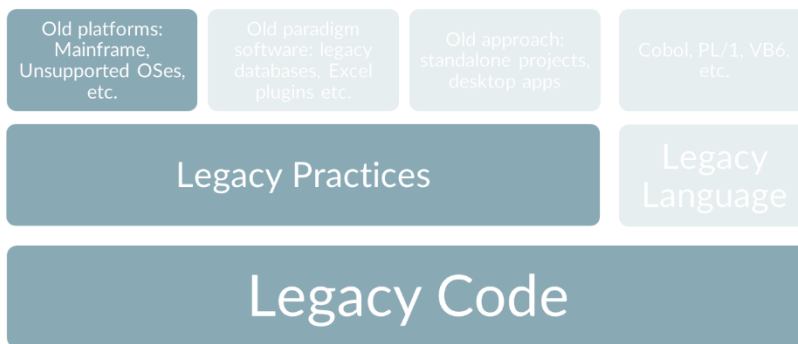 Old platforms:
Mainframe,
Unsupported OSes,
etc.
Old paradigm
software: legacy
databases, Excel
plugins etc.
Old approach:
standalone projects,
desktop apps
Cobol, PL/1, VB6,
etc.
Legacy Practices
Legacy
Language
Legacy Code